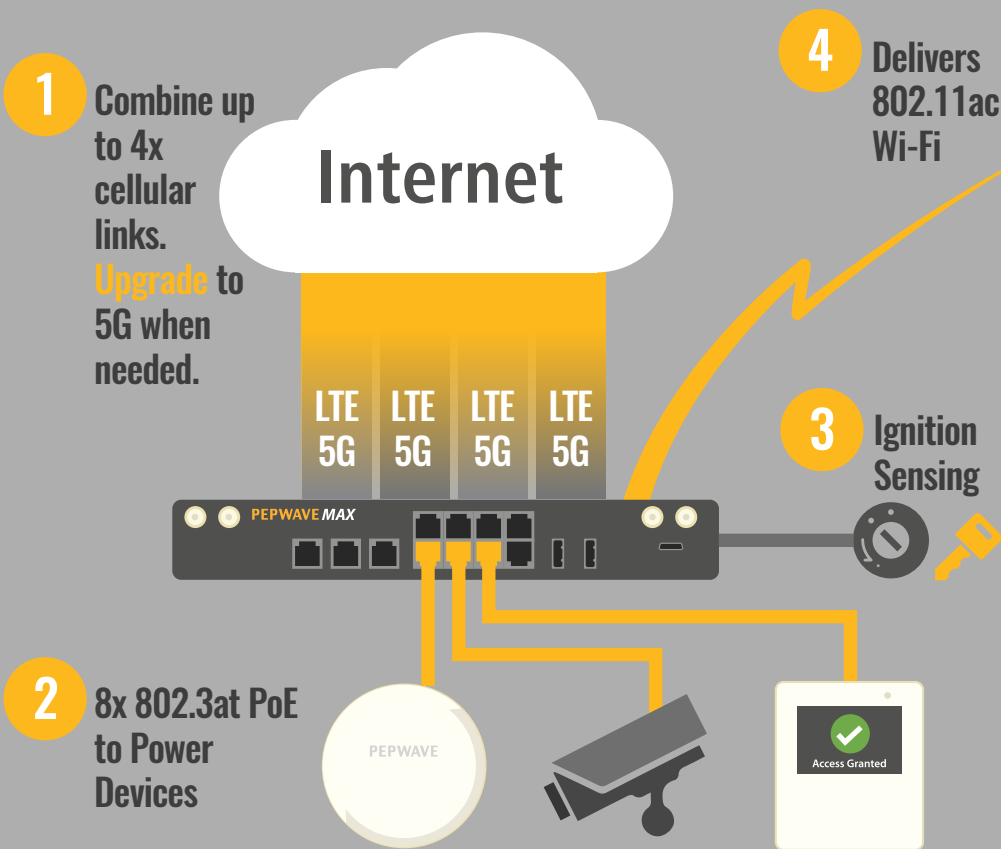 1
Combine up
to 4x
cellular
links.
Upgrade to
5G when
needed.
Internet
4
Delivers
802.11ac
Wi-Fi
LTE
5G
LTE
5G
LTE
5G
LTE
5G
3
Ignition
Sensing
PEPWAVE MAX
2
8x 802.3at PoE
to Power
Devices
PEPWAVE
Access Granted